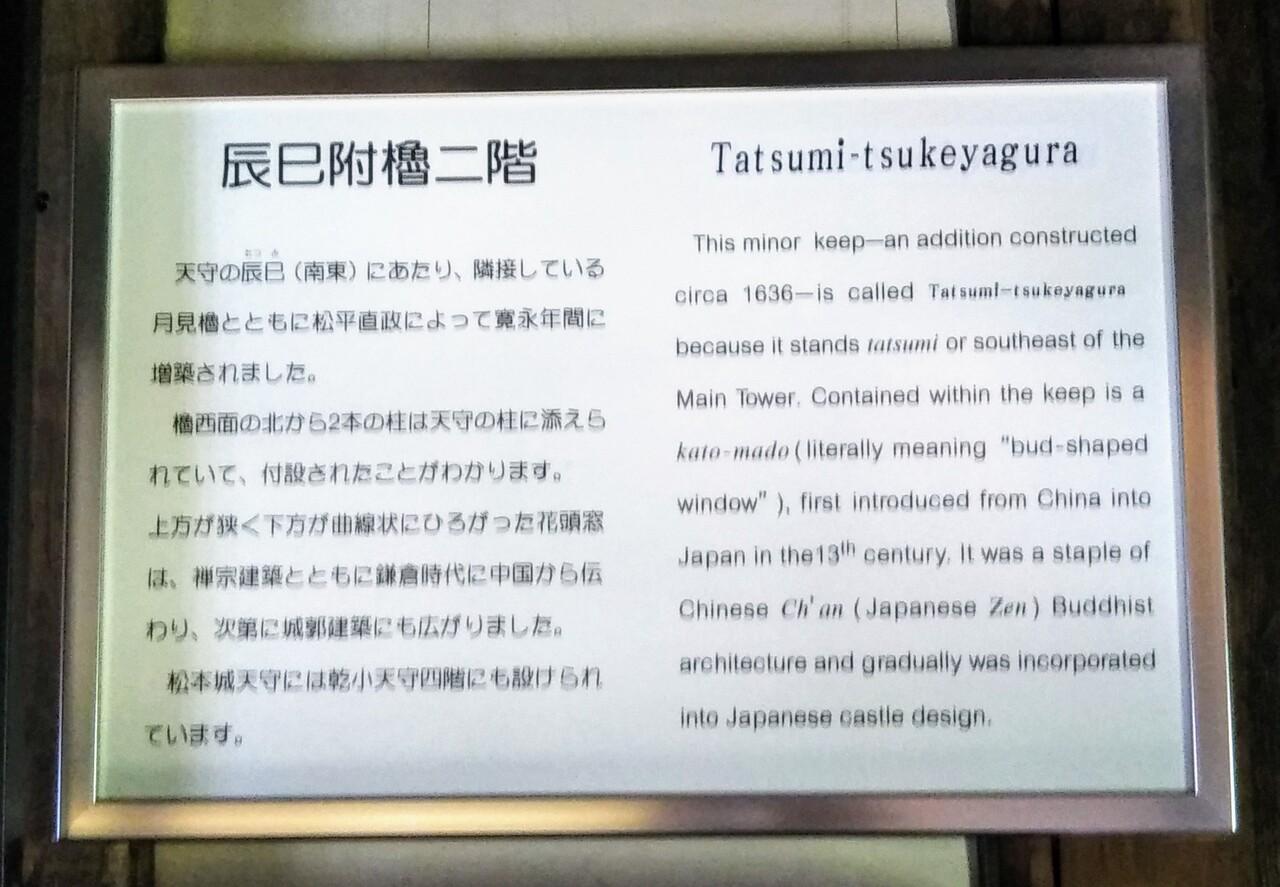 辰巳附櫓二階
天守の辰巳（南東）にあたり、隣接している
月見櫓とともに松平直政によって寛永年間に
増築されました。
櫓西面の北から2本の柱は天守の柱に添えら
れていて、付設されたことがわかります。
上方が狭く下方が曲線状にひろがった花頭窓
は、禅宗建築とともに鎌倉時代に中国から伝
わり、次第に城郭建築にも広がりました。
松本城天守には乾小天守四階にも設けられ
ています。
Tatsumi-tsukeyagura
This minor keep—an addition constructed
circa 1636—is called Tatsumi-tsukeyagura
because it stands tatsumi or southeast of the
Main Tower. Contained within the keep is a
kato-mado (literally meaning "bud-shaped
window" ), first introduced from China into
Japan in the13th century. It was a staple of
Chinese Ch'an (Japanese Zen) Buddhist
architecture and gradually was incorporated
into Japanese castle design.